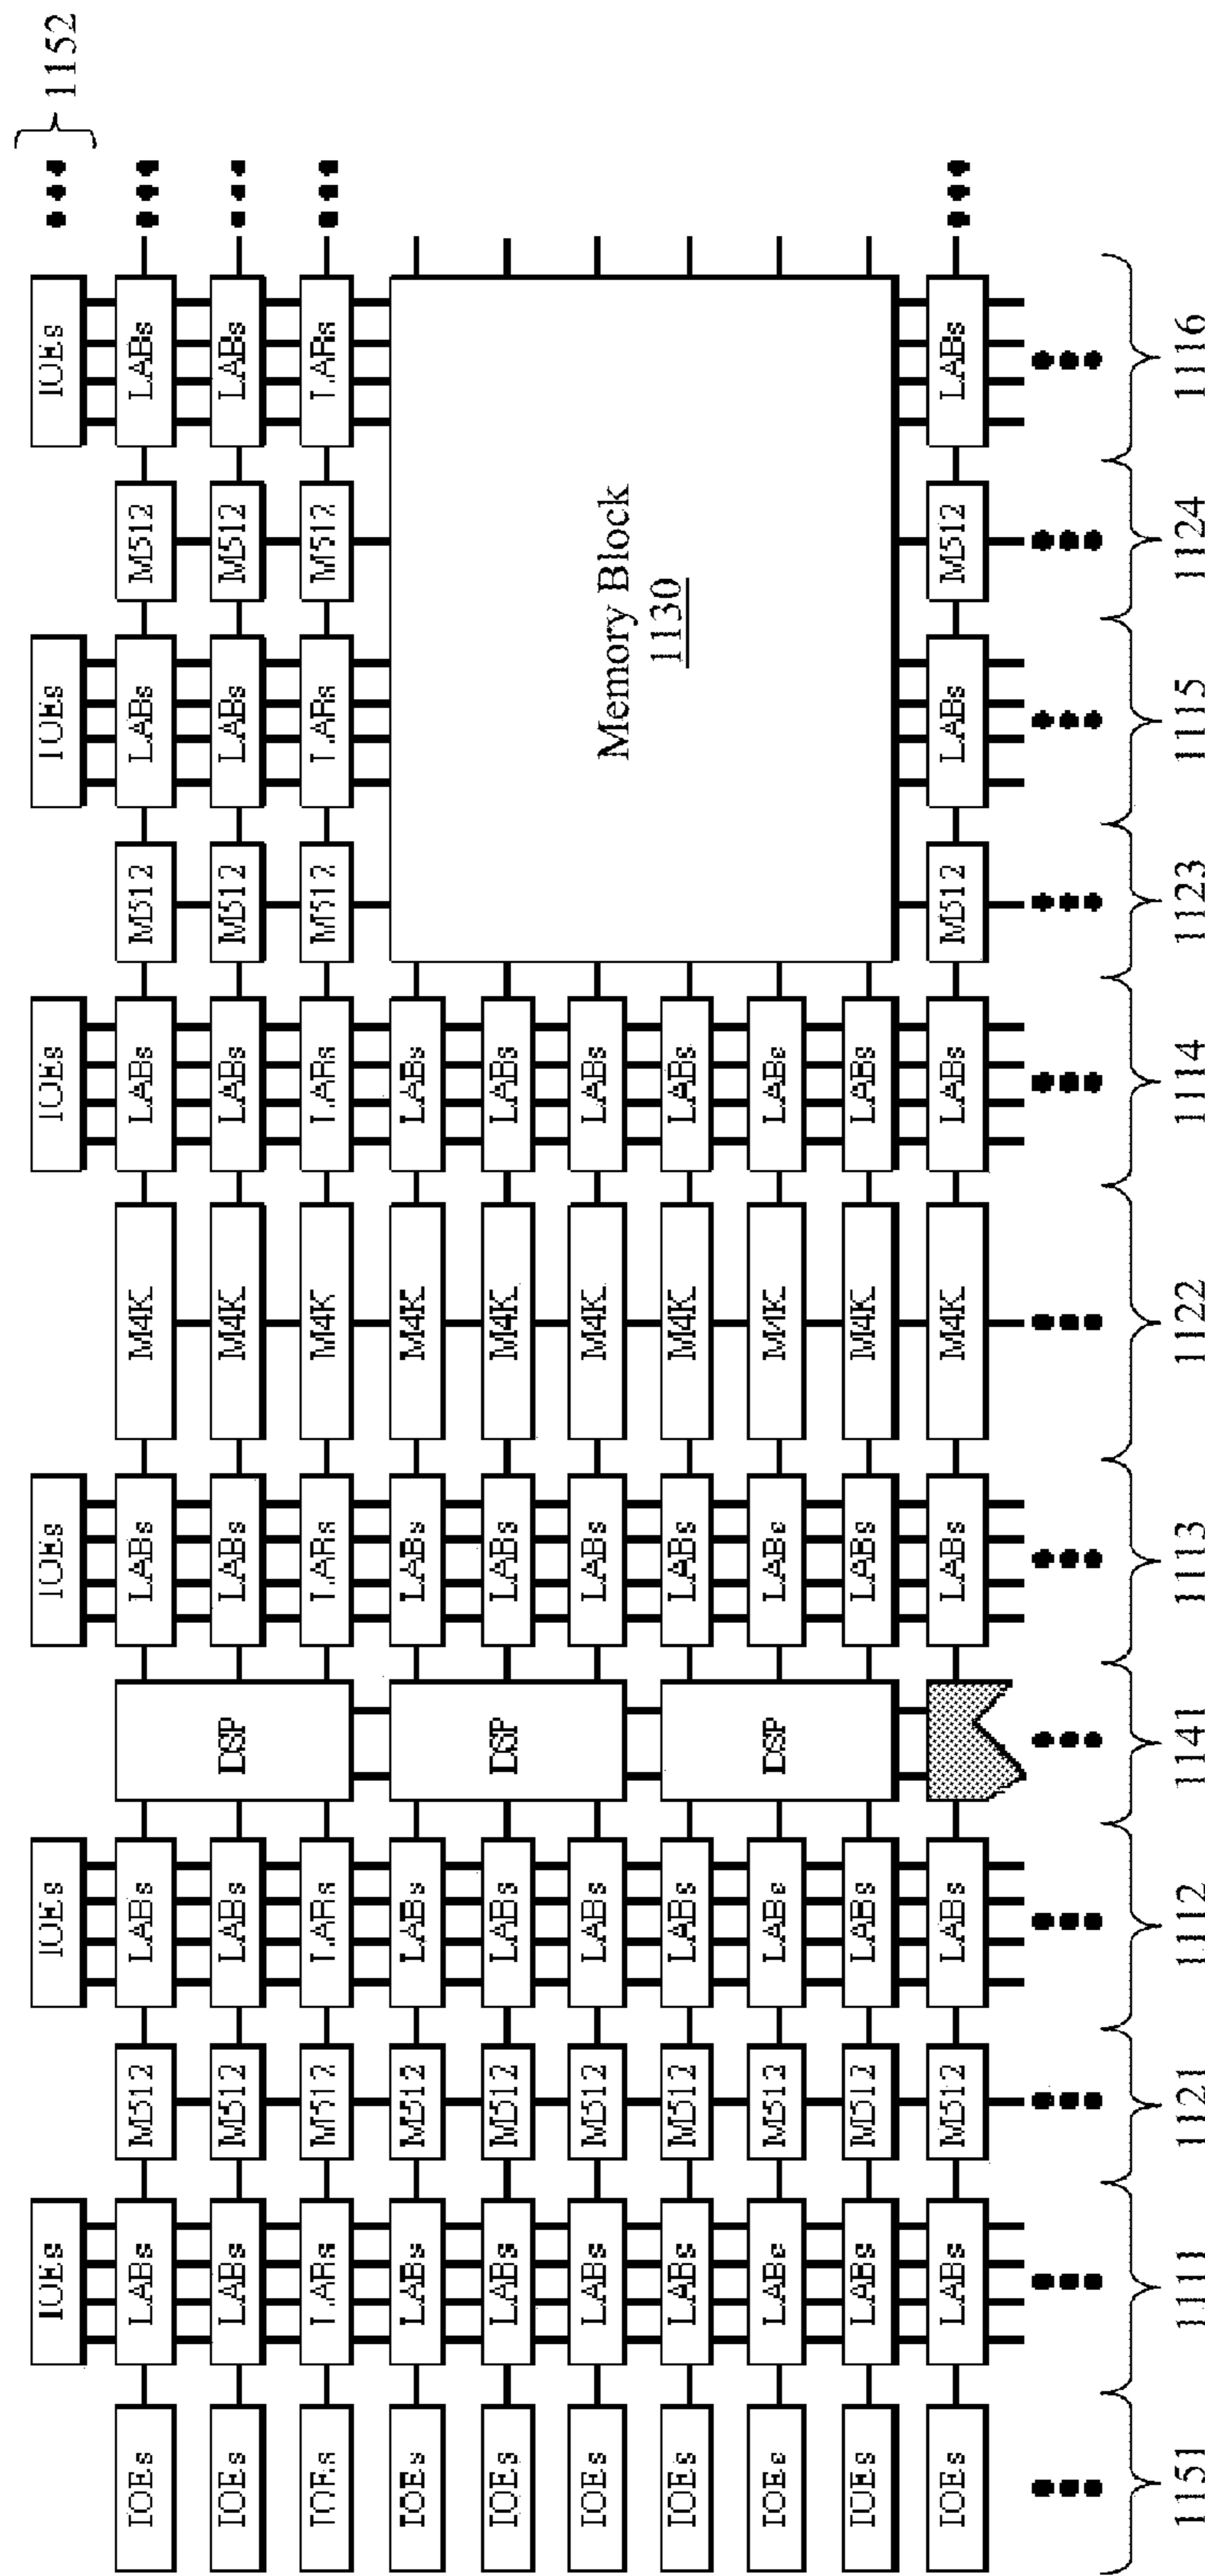 IOEs IOEs IOEs IOEs IOEs IOEs 1152
IOEs LABs M512 LABs LABs M4K LABs M512 LABs M512 LABs
IOEs LABs M512 LABs DSP LABs M4K LABs M512 LABs M512 LABs
IOEs LABs M512 LABs LABs M4K LABs M512 LABs M512 LABs
IOEs LABs M512 LABs LABs M4K LABs
IOEs LABs M512 LABs DSP LABs M4K LABs
IOEs LABs M512 LABs LABs M4K LABs Memory Block
IOEs LABs M512 LABs LABs M4K LABs 1130
IOEs LABs M512 LABs DSP LABs M4K LABs
IOEs LABs M512 LABs LABs M4K LABs
IOEs LABs M512 LABs LABs M4K LABs M512 LABs M512 LABs
1151 1111 1121 1112 1141 1113 1122 1114 1123 1115 1124 1116